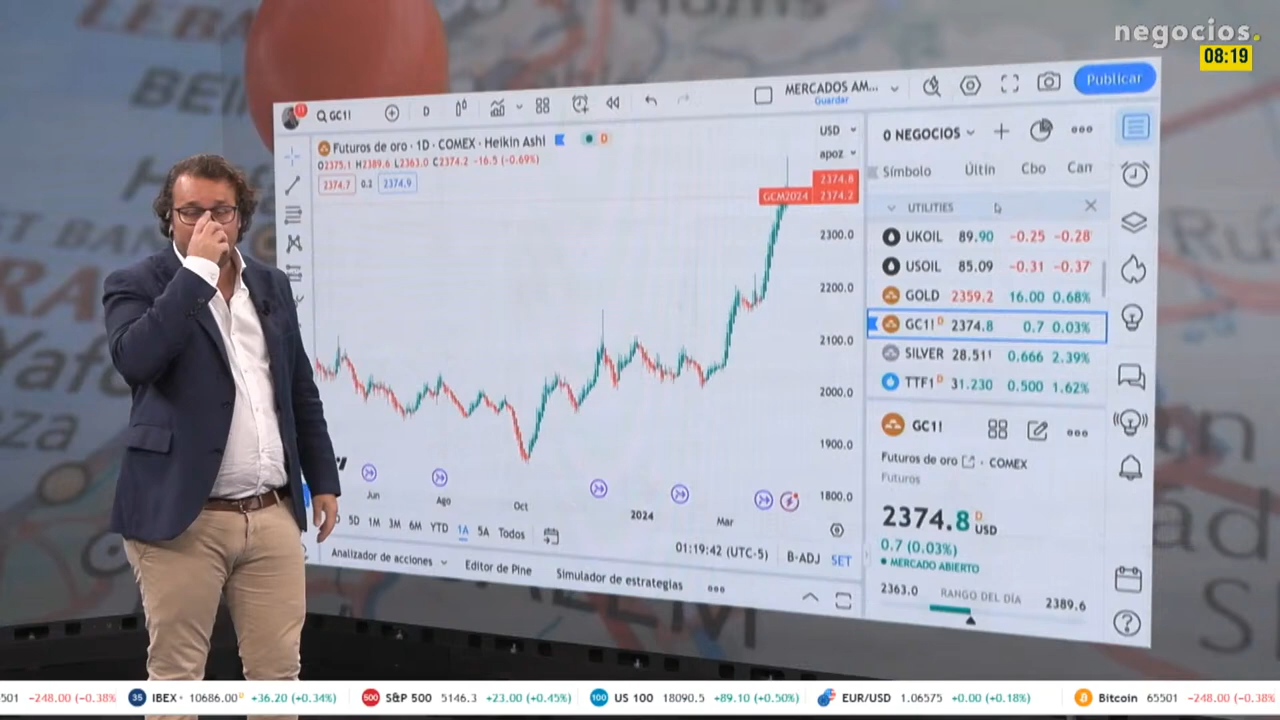 negocios.
08:19
GC1!
D
MERCADOS AM...
Guardar
Publicar
11
Futuros de oro · 1D · COMEX · Heikin Ashi
D
O2375.1 H2389.6 L2363.0 C2374.2 -16.5 (-0.69%)
2374.7 0.2 2374.9
USD
apoz
2374.8
GCM2024 2374.2
2300.0
2200.0
2100.0
2000.0
1900.0
1800.0
Jun
Ago
Oct
2024
Mar
5D 1M 3M 6M YTD 1A 5A Todos
01:19:42 (UTC-5) B-ADJ SET
Analizador de acciones
Editor de Pine
Simulador de estrategias
0 NEGOCIOS
Símbolo Últin Cbo Can
UTILITIES
UKOIL 89.90 -0.25 -0.28
USOIL 85.09 -0.31 -0.37
GOLD 2359.2 16.00 0.68%
GC1! D 2374.8 0.7 0.03%
SILVER 28.511 0.666 2.39%
TTF1 D 31.230 0.500 1.62%
GC1!
Futuros de oro · COMEX
Futuros
2374.8 D USD
0.7 (0.03%)
MERCADO ABIERTO
2363.0 RANGO DEL DÍA 2389.6
501 -248.00 (-0.38%) 35 IBEX 10686.00 D +36.20 (+0.34%) 500 S&P 500 5146.3 +23.00 (+0.45%) 100 US 100 18090.5 +89.10 (+0.50%) EUR/USD 1.06575 +0.00 (+0.18%) Bitcoin 65501 -248.00 (-0.38%